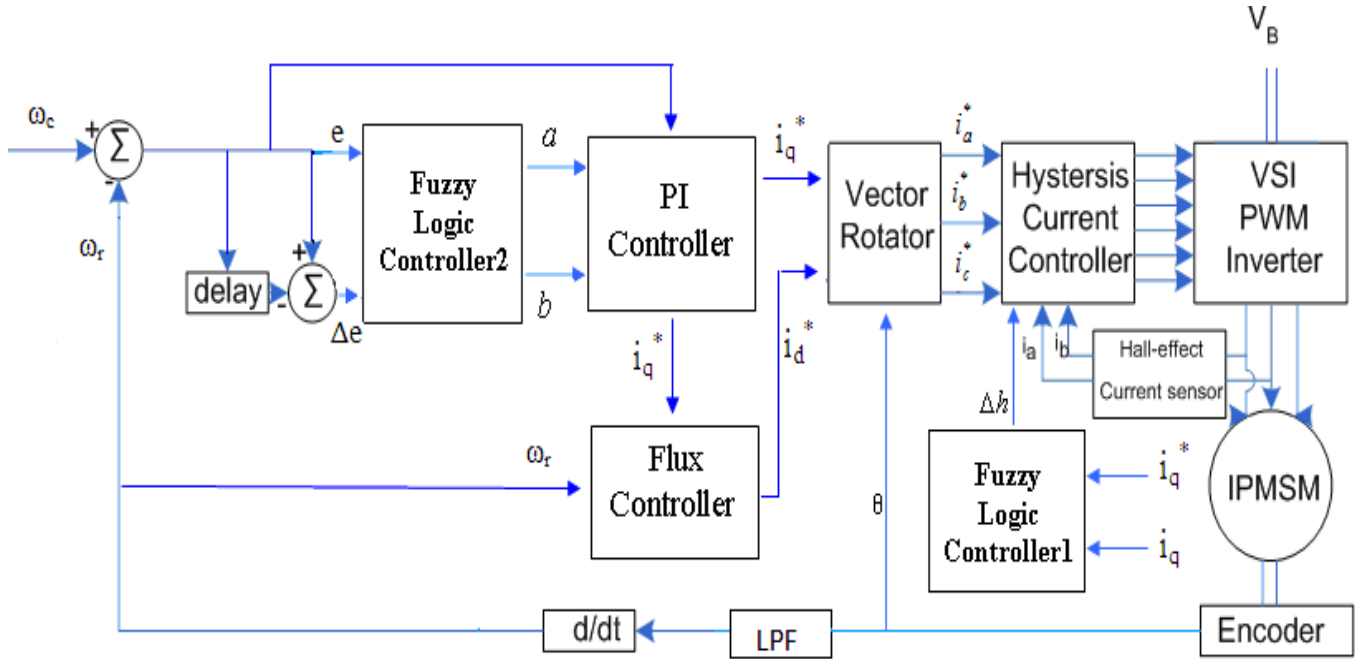 V_B
ω_c
+
Σ
-
e
Fuzzy
Logic
Controller2
a
b
PI
Controller
i_q^*
Vector
Rotator
i_a^*
i_b^*
i_c^*
Hystersis
Current
Controller
VSI
PWM
Inverter
ω_r
delay
+
-
Σ
Δe
i_q^*
i_d^*
i_a
i_b
Hall-effect
Current sensor
Δh
ω_r
Flux
Controller
θ
Fuzzy
Logic
Controller1
i_q^*
i_q
IPMSM
d/dt
LPF
Encoder